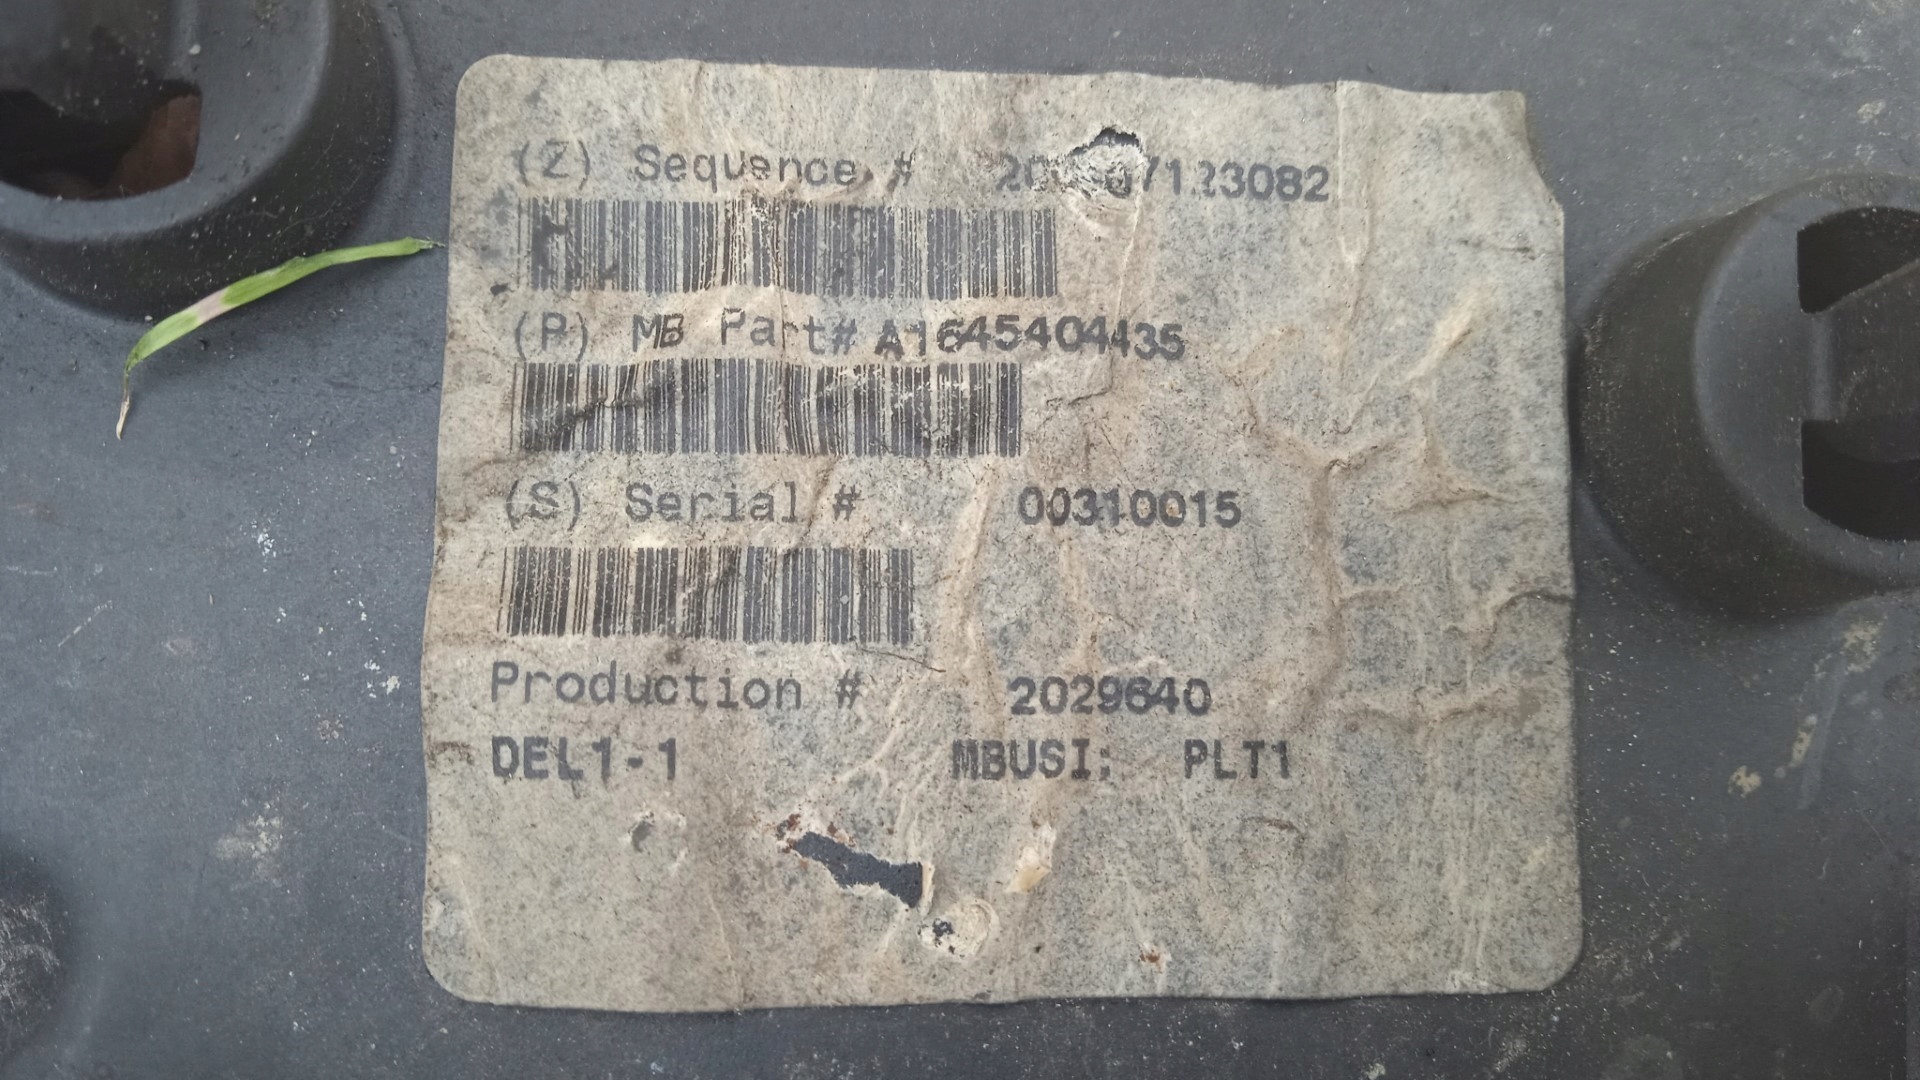 (Z) Sequence #
(P) MB Part# A1645404435
(S) Serial # 00310015
Production # 2029640
DEL1-1 MBUSI: PLT1